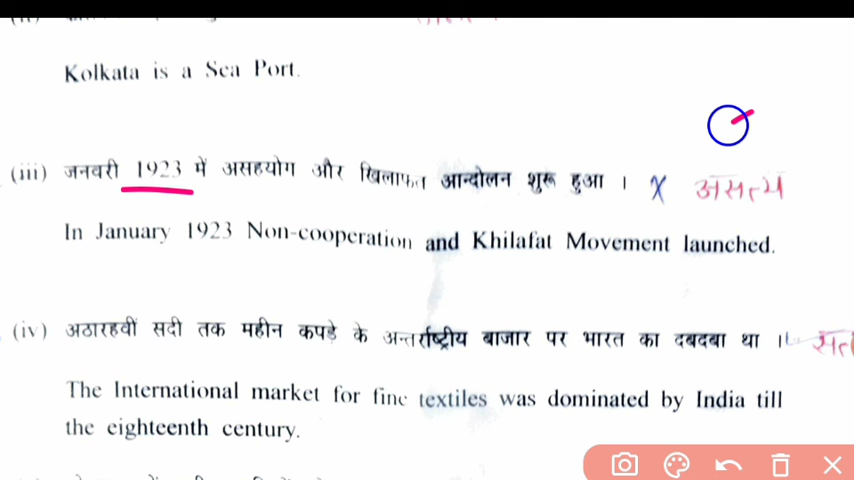 Kolkata is a Sea Port.
(iii) जनवरी 1923 में असहयोग और खिलाफत आन्दोलन शुरू हुआ । X असत्य
In January 1923 Non-cooperation and Khilafat Movement launched.
(iv) अठारहवीं सदी तक महीन कपड़े के अन्तर्राष्ट्रीय बाजार पर भारत का दबदबा था ।
The International market for fine textiles was dominated by India till
the eighteenth century.